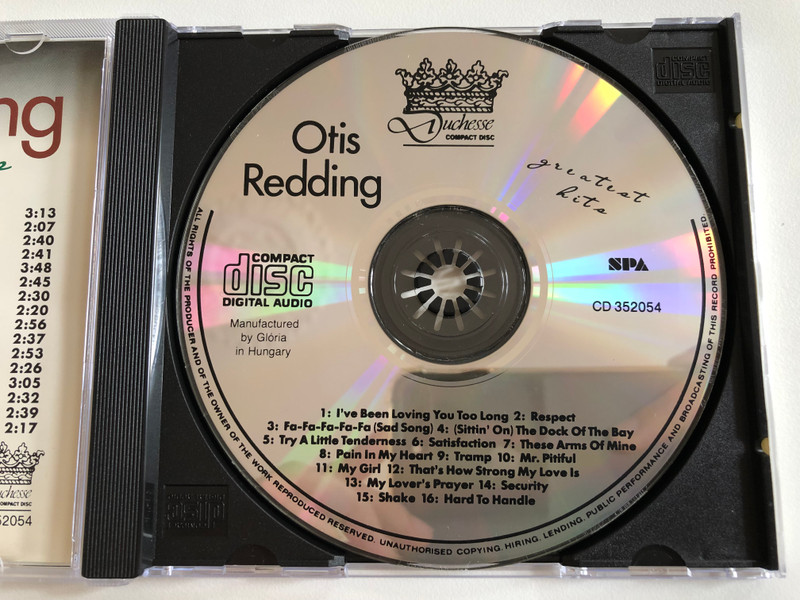 ng
3:13
2:07
2:40
2:41
3:48
2:45
2:30
2:20
2:56
2:37
2:53
2:26
3:05
2:32
2:39
2:17
Duchesse
COMPACT DISC
52054
Duchesse
COMPACT DISC
Otis
Redding
greatest
hits
COMPACT
disc
DIGITAL AUDIO
Manufactured
by Glória
in Hungary
SPA
CD 352054
1: I've Been Loving You Too Long 2: Respect
3: Fa-Fa-Fa-Fa-Fa (Sad Song) 4: (Sittin' On) The Dock Of The Bay
5: Try A Little Tenderness 6: Satisfaction 7: These Arms Of Mine
8: Pain In My Heart 9: Tramp 10: Mr. Pitiful
11: My Girl 12: That's How Strong My Love Is
13: My Lover's Prayer 14: Security
15: Shake 16: Hard To Handle
ALL RIGHTS OF THE PRODUCER AND OF THE OWNER OF THE WORK REPRODUCED RESERVED. UNAUTHORISED COPYING. HIRING. LENDING. PUBLIC PERFORMANCE AND BROADCASTING OF THIS RECORD PROHIBITED.
COMPACT
disc
DIGITAL AUDIO